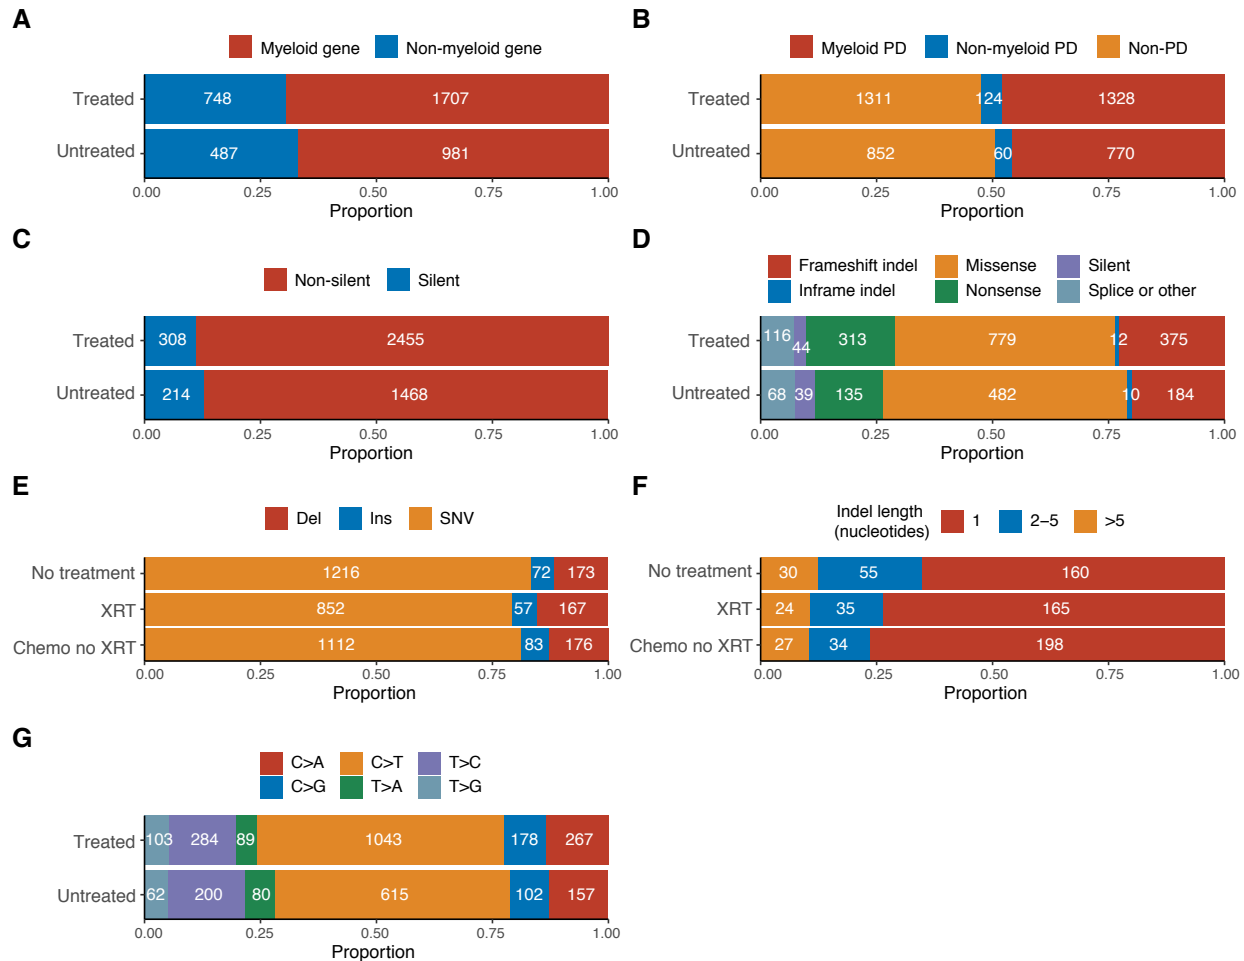 A
Myeloid gene Non-myeloid gene
Treated 748 1707
Untreated 487 981
0.00 0.25 0.50 0.75 1.00
Proportion
B
Myeloid PD Non-myeloid PD Non-PD
Treated 1311 124 1328
Untreated 852 60 770
0.00 0.25 0.50 0.75 1.00
Proportion
C
Non-silent Silent
Treated 308 2455
Untreated 214 1468
0.00 0.25 0.50 0.75 1.00
Proportion
D
Frameshift indel Missense Silent
Inframe indel Nonsense Splice or other
Treated 116 44 313 779 12 375
Untreated 68 39 135 482 10 184
0.00 0.25 0.50 0.75 1.00
Proportion
E
Del Ins SNV
No treatment 1216 72 173
XRT 852 57 167
Chemo no XRT 1112 83 176
0.00 0.25 0.50 0.75 1.00
Proportion
F
Indel length
(nucleotides) 1 2–5 >5
No treatment 30 55 160
XRT 24 35 165
Chemo no XRT 27 34 198
0.00 0.25 0.50 0.75 1.00
Proportion
G
C>A C>T T>C
C>G T>A T>G
Treated 103 284 89 1043 178 267
Untreated 62 200 80 615 102 157
0.00 0.25 0.50 0.75 1.00
Proportion